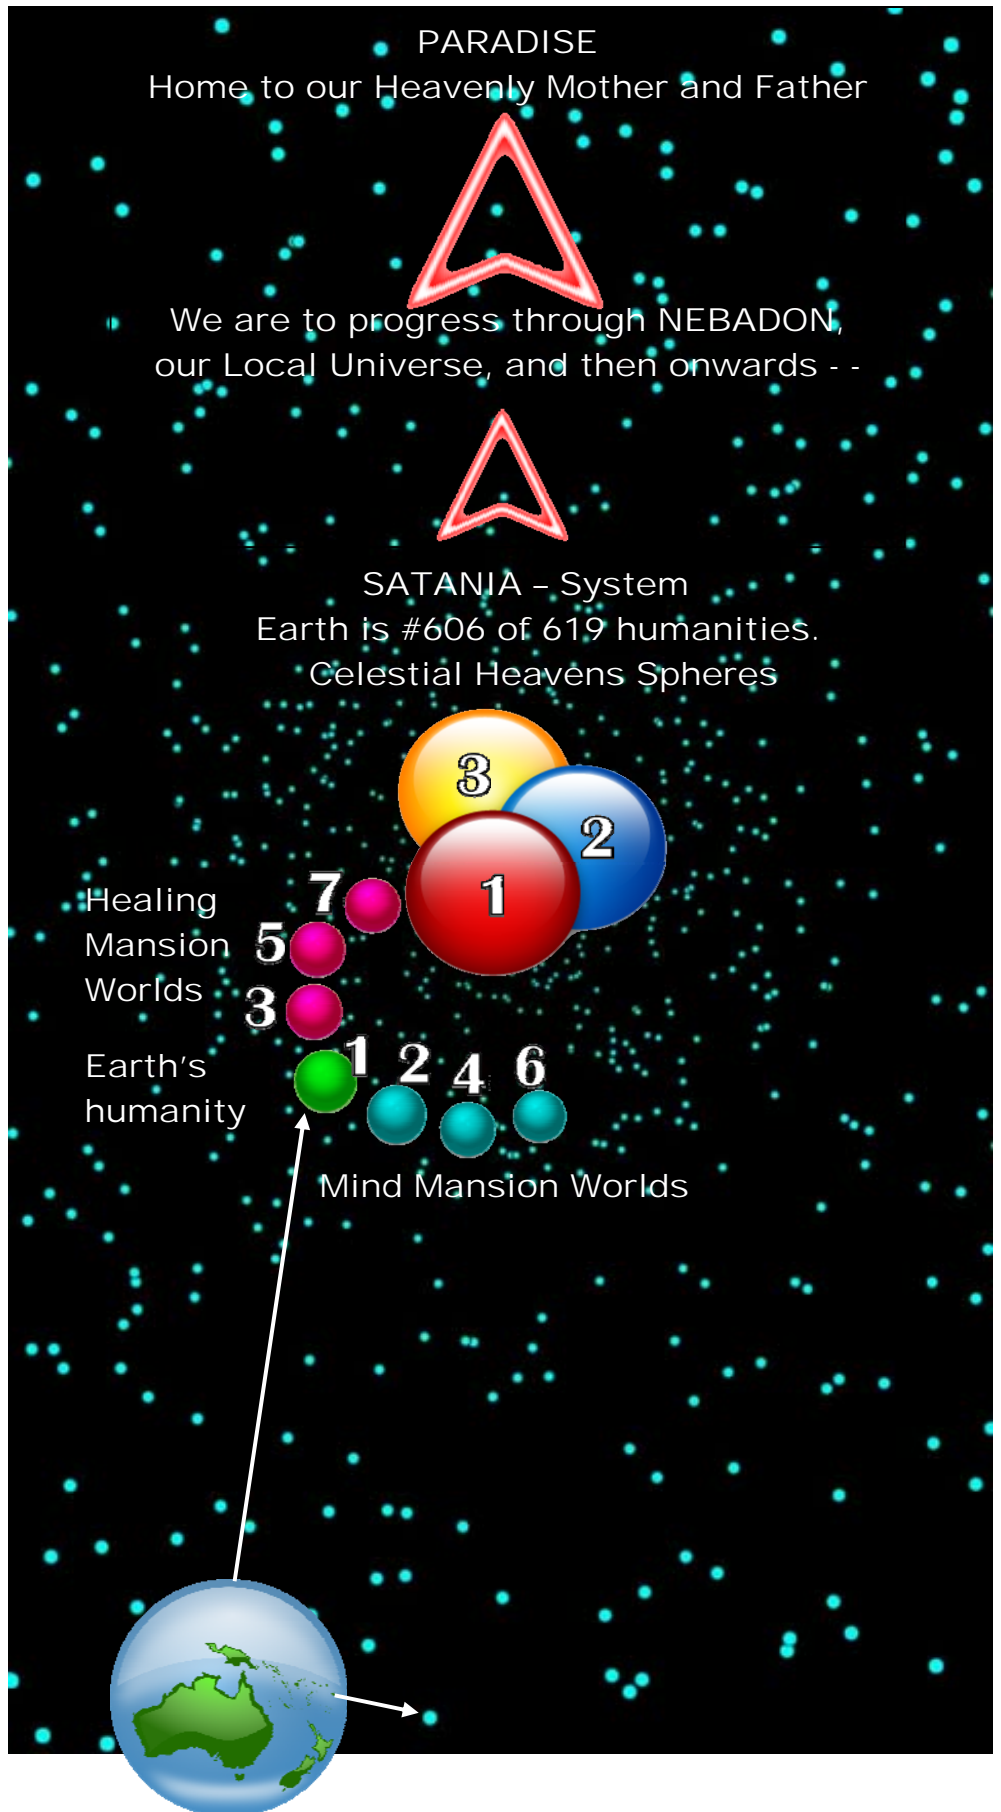 PARADISE
Home to our Heavenly Mother and Father
We are to progress through NEBADON,
our Local Universe, and then onwards - -
SATANIA – System
Earth is #606 of 619 humanities.
Celestial Heavens Spheres
3
2
1
Healing
Mansion
Worlds
7
5
3
Earth's
humanity
1
2
4
6
Mind Mansion Worlds